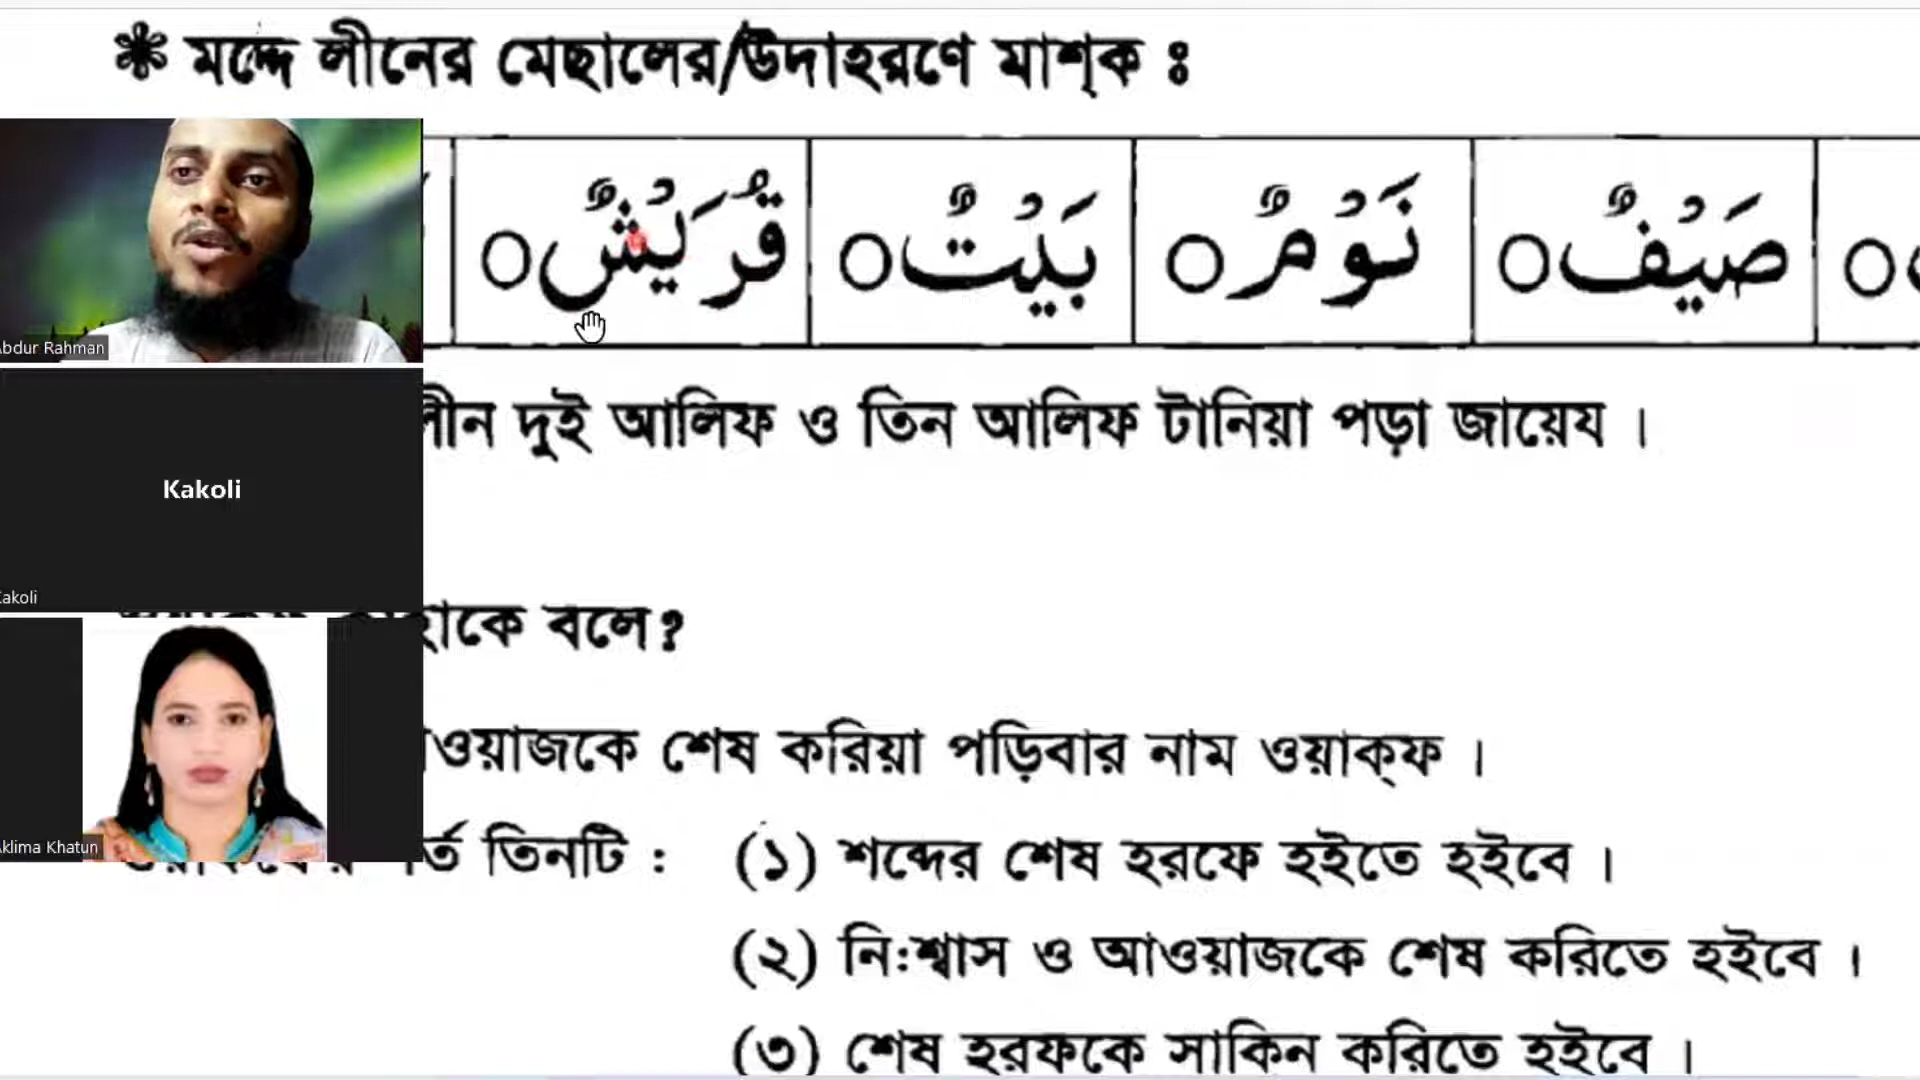 ❋ মদ্দে লীনের মেছালের/উদাহরণে মাশ্ক ঃ
صَيْفٌ ○ نَوْمٌ ○ بَيْتٌ ○ قُرَيْشٌ ○
Abdur Rahman
লীন দুই আলিফ ও তিন আলিফ টানিয়া পড়া জায়েয ।
Kakoli
Kakoli
কাহাকে বলে?
আওয়াজকে শেষ করিয়া পড়িবার নাম ওয়াক্ফ ।
Aklima Khatun
শর্ত তিনটি : (১) শব্দের শেষ হরফে হইতে হইবে ।
(২) নি:শ্বাস ও আওয়াজকে শেষ করিতে হইবে ।
(৩) শেষ হরফকে সাকিন করিতে হইবে ।